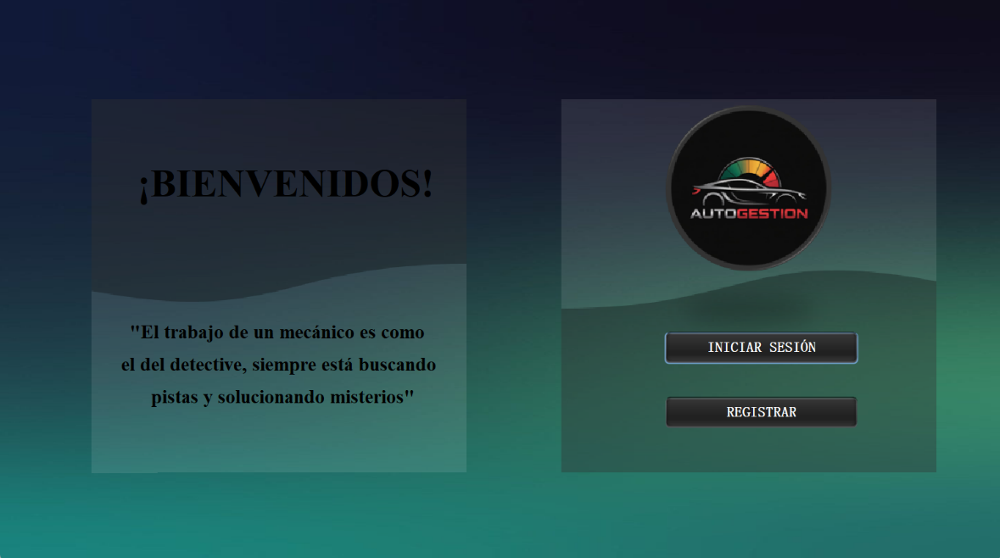 ¡BIENVENIDOS!
"El trabajo de un mecánico es como
el del detective, siempre está buscando
pistas y solucionando misterios"
AUTOGESTION
INICIAR SESIÓN
REGISTRAR